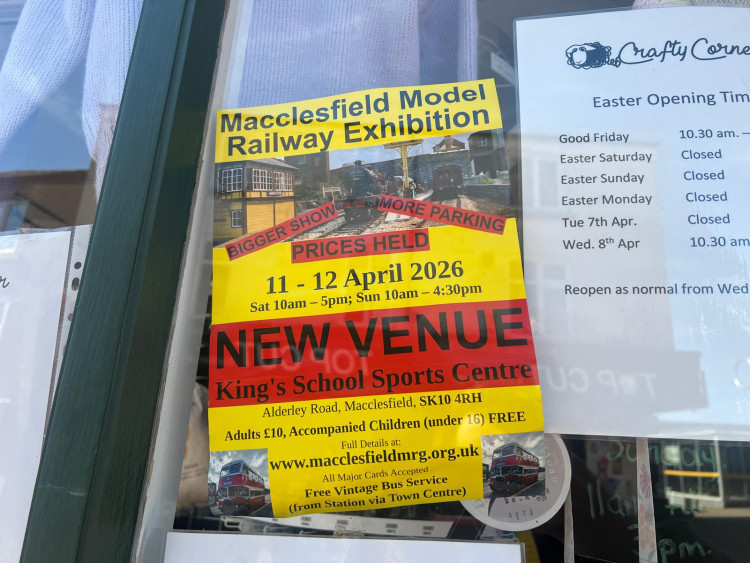 Macclesfield Model
Railway Exhibition
BIGGER SHOW
MORE PARKING
PRICES HELD
11 - 12 April 2026
Sat 10am – 5pm; Sun 10am – 4:30pm
NEW VENUE
King's School Sports Centre
Alderley Road, Macclesfield, SK10 4RH
Adults £10, Accompanied Children (under 16) FREE
Full Details at:
www.macclesfieldmrg.org.uk
All Major Cards Accepted
Free Vintage Bus Service
(from Station via Town Centre)
Crafty Corne
Easter Opening Tim
Good Friday 10.30 am. –
Easter Saturday Closed
Easter Sunday Closed
Easter Monday Closed
Tue 7th Apr. Closed
Wed. 8th Apr 10.30 am
Reopen as normal from Wed
TOP CUT
11am
3pm.